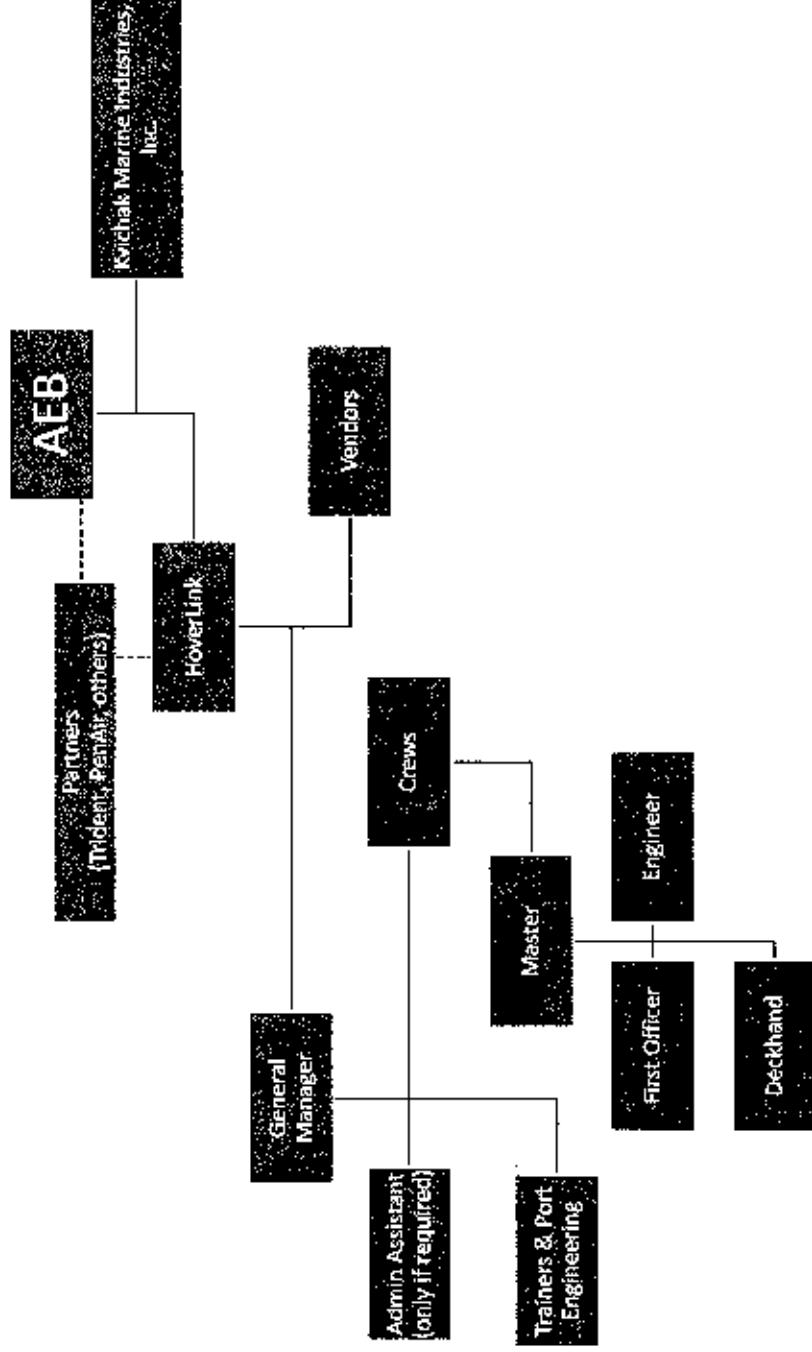 AEB
Kvichak Marine Industries,
Inc.
Partners
(Trident, PenAir, others)
HoverLink
Vendors
General
Manager
Admin Assistant
(only if required)
Crews
Trainers & Port
Engineering
Master
First Officer
Engineer
Deckhand